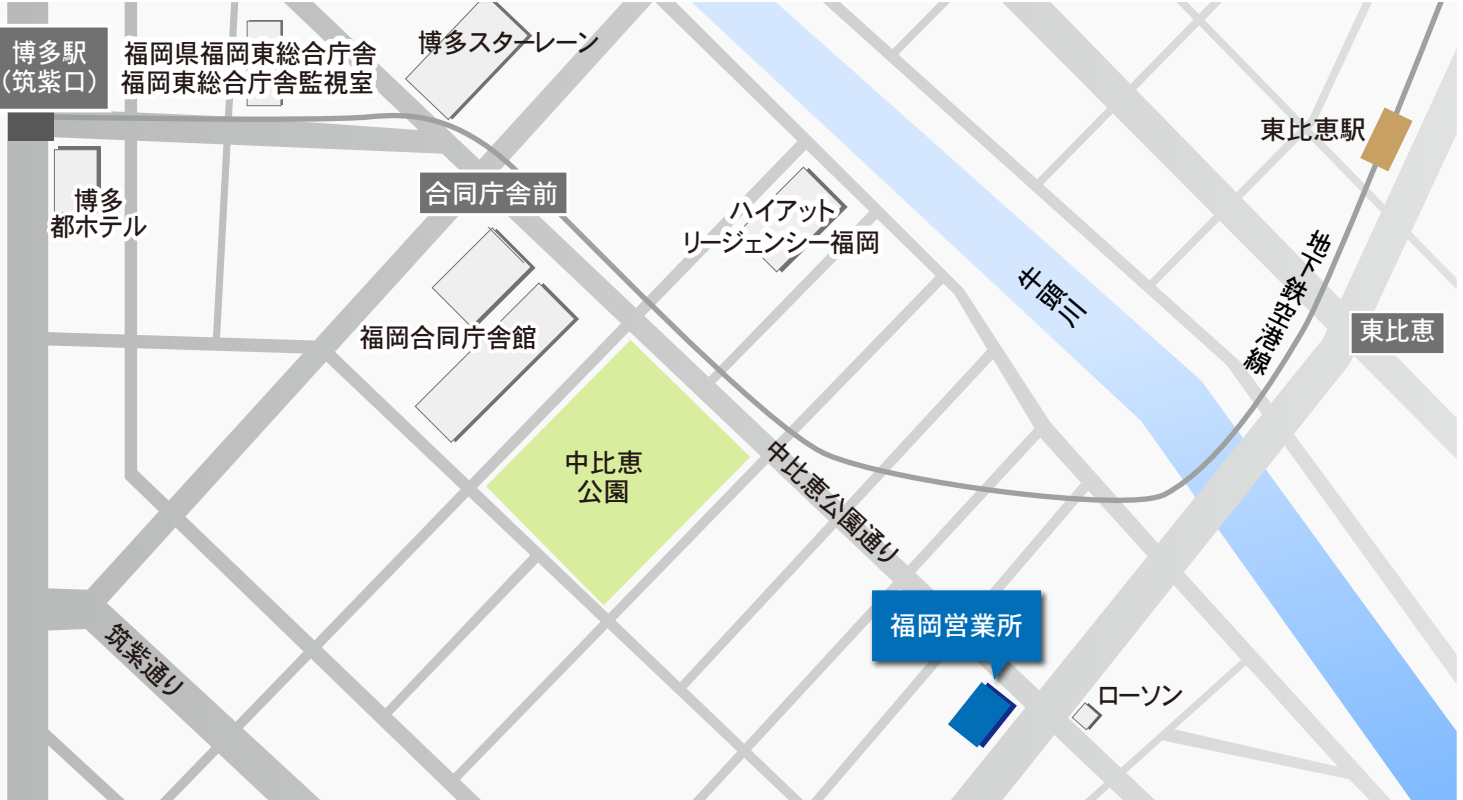 博多駅
(筑紫口)
福岡県福岡東総合庁舎
福岡東総合庁舎監視室
博多スターレーン
東比恵駅
博多
都ホテル
合同庁舎前
ハイアット
リージェンシー福岡
地下鉄空港線
牟田川
福岡合同庁舎館
東比恵
中比恵
公園
中比恵公園通り
福岡営業所
筑紫通り
ローソン